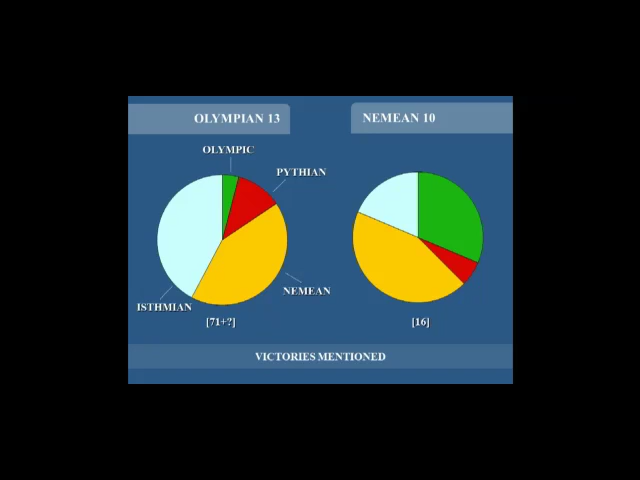 OLYMPIAN 13
NEMEAN 10
OLYMPIC
PYTHIAN
NEMEAN
ISTHMIAN
[71+?]
[16]
VICTORIES MENTIONED